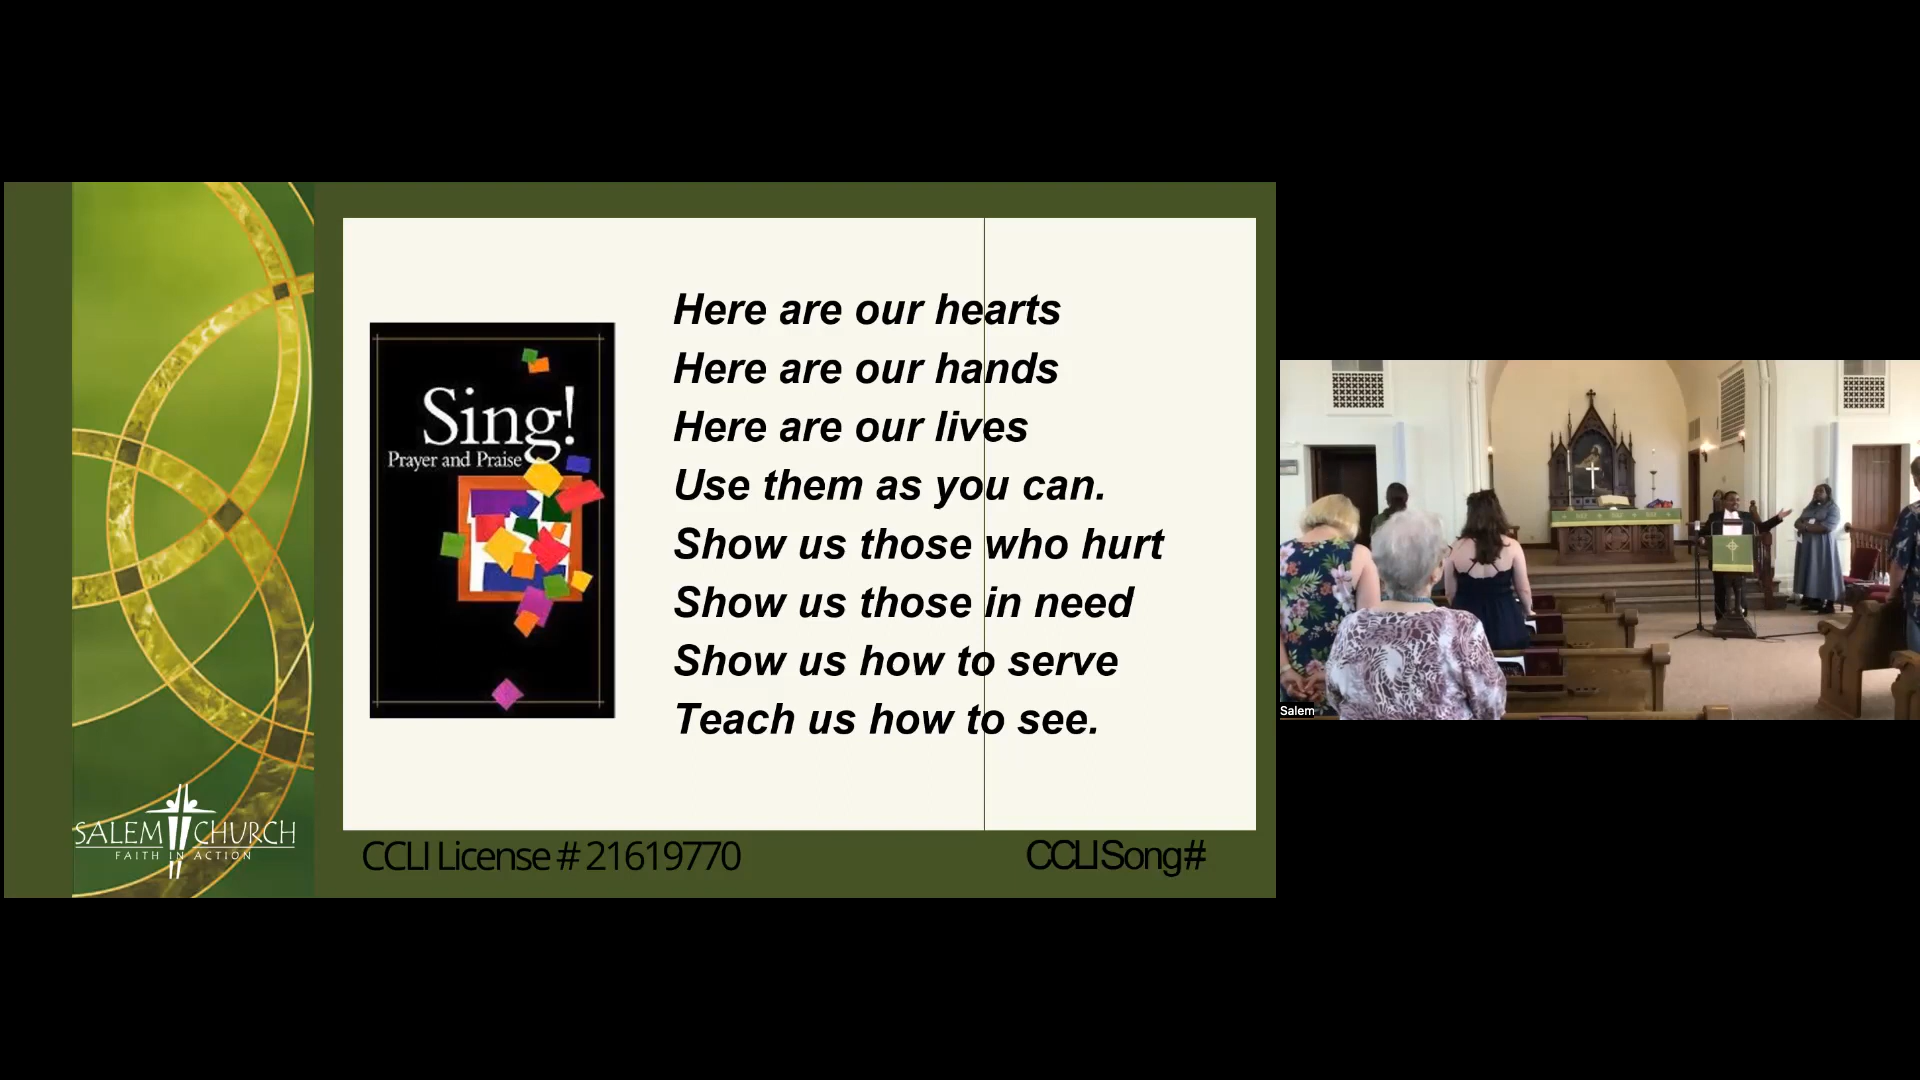 Sing!
Prayer and Praise
Here are our hearts
Here are our hands
Here are our lives
Use them as you can.
Show us those who hurt
Show us those in need
Show us how to serve
Teach us how to see.
SALEM CHURCH
FAITH IN ACTION
CCLI License # 21619770
CCLI Song#
Salem